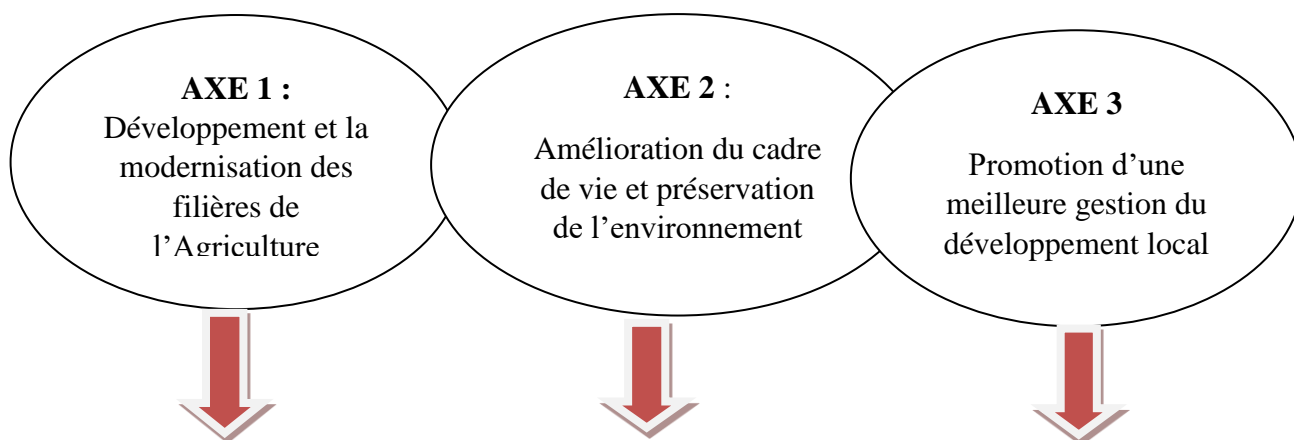 AXE 1 :
Développement et la
modernisation des
filières de
l’Agriculture
AXE 2 :
Amélioration du cadre
de vie et préservation
de l’environnement
AXE 3
Promotion d’une
meilleure gestion du
développement local